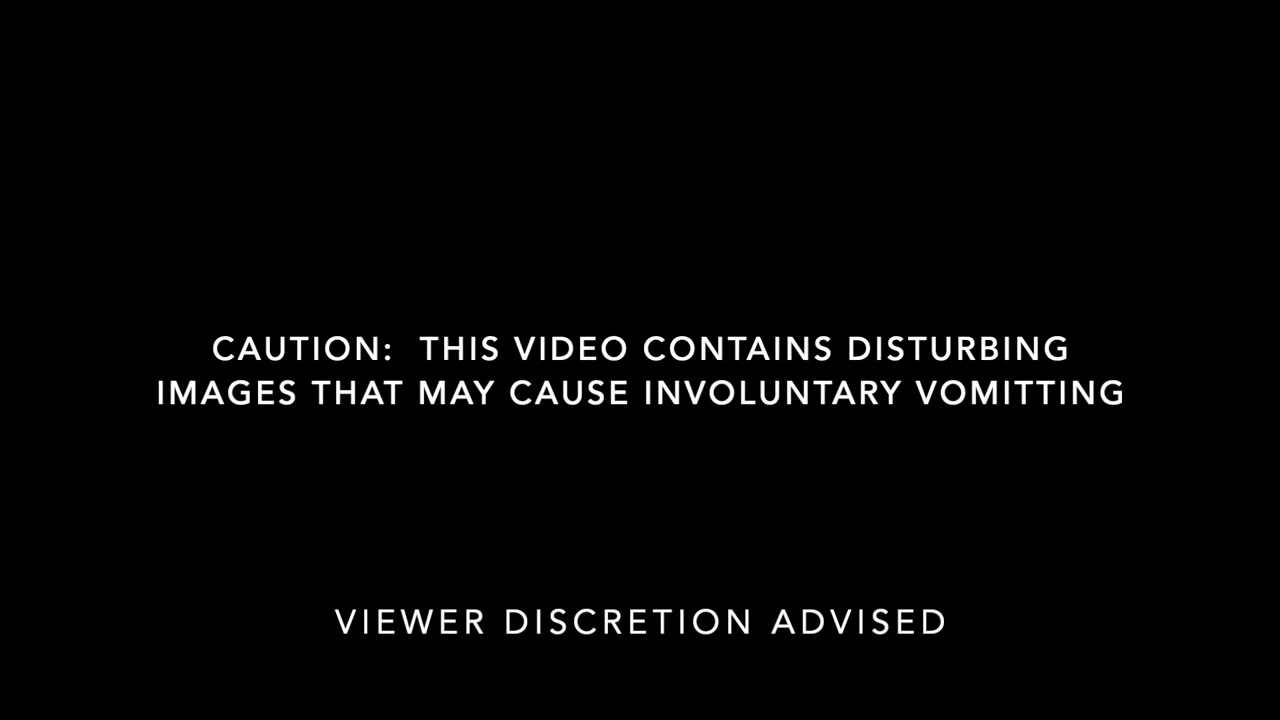 CAUTION:  THIS VIDEO CONTAINS DISTURBING
IMAGES THAT MAY CAUSE INVOLUNTARY VOMITTING
VIEWER DISCRETION ADVISED